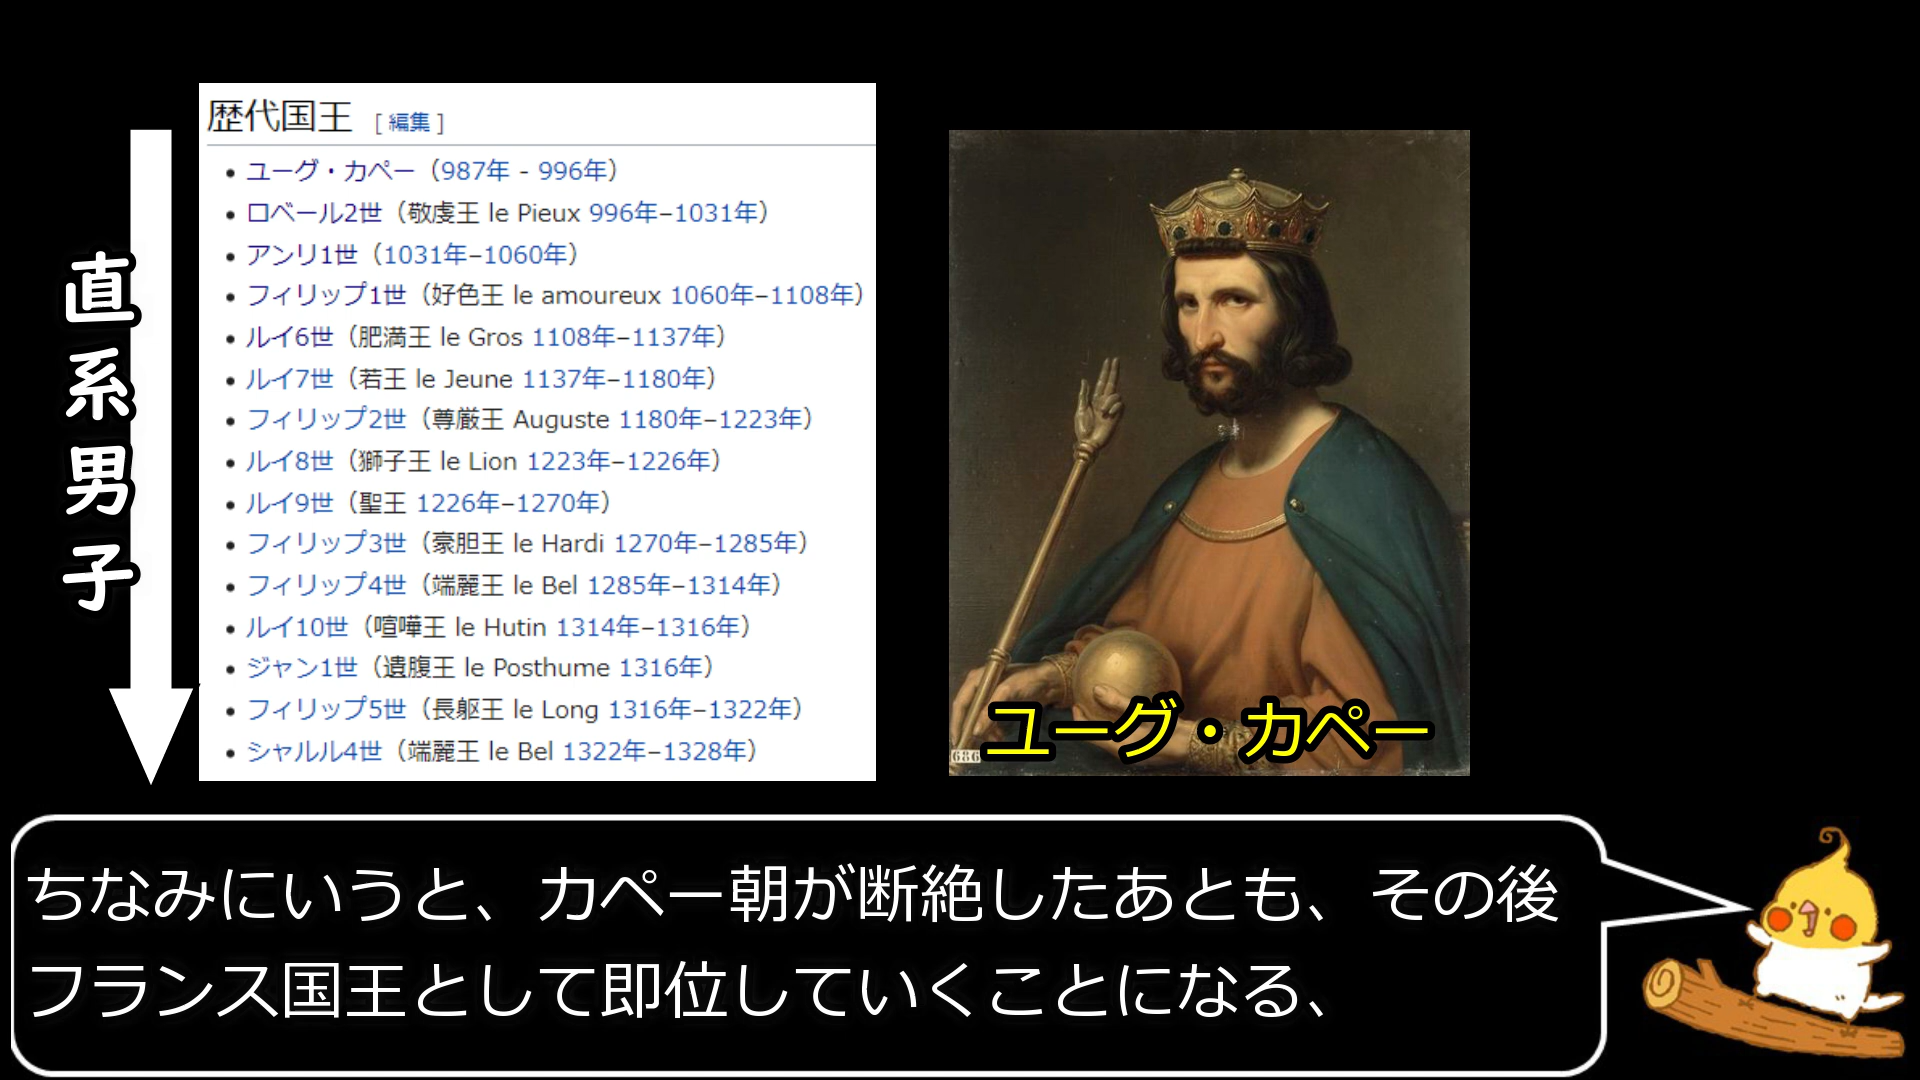 直系男子
歴代国王 [ 編集 ]
• ユーグ・カペー（987年 - 996年）
• ロベール2世（敬虔王 le Pieux 996年–1031年）
• アンリ1世（1031年–1060年）
• フィリップ1世（好色王 le amoureux 1060年–1108年）
• ルイ6世（肥満王 le Gros 1108年–1137年）
• ルイ7世（若王 le Jeune 1137年–1180年）
• フィリップ2世（尊厳王 Auguste 1180年–1223年）
• ルイ8世（獅子王 le Lion 1223年–1226年）
• ルイ9世（聖王 1226年–1270年）
• フィリップ3世（豪胆王 le Hardi 1270年–1285年）
• フィリップ4世（端麗王 le Bel 1285年–1314年）
• ルイ10世（喧嘩王 le Hutin 1314年–1316年）
• ジャン1世（遺腹王 le Posthume 1316年）
• フィリップ5世（長躯王 le Long 1316年–1322年）
• シャルル4世（端麗王 le Bel 1322年–1328年）
686
ユーグ・カペー
ちなみにいうと、カペー朝が断絶したあとも、その後
フランス国王として即位していくことになる、